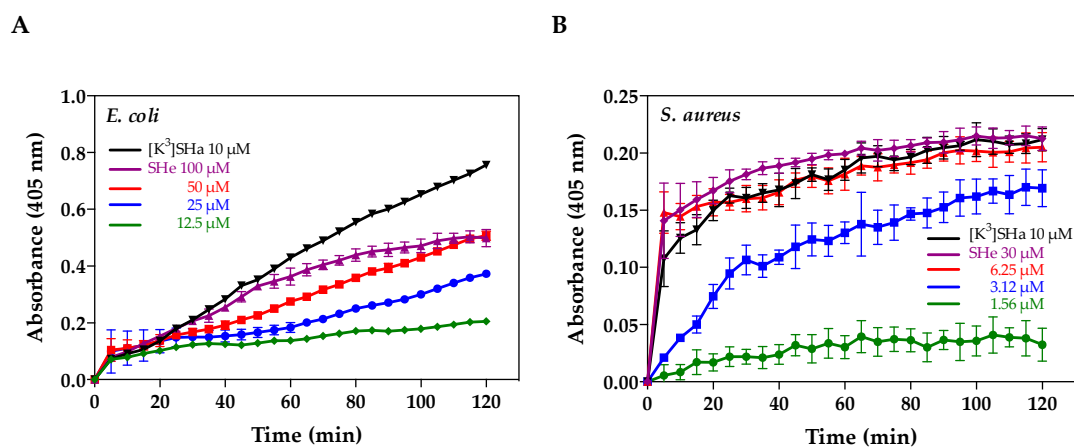 A
B
E. coli
[K³]SHa 10 µM
SHe 100 µM
50 µM
25 µM
12.5 µM
Absorbance (405 nm)
1.0
0.8
0.6
0.4
0.2
0.0
0 20 40 60 80 100 120
Time (min)
S. aureus
[K³]SHa 10 µM
SHe 30 µM
6.25 µM
3.12 µM
1.56 µM
Absorbance (405 nm)
0.25
0.20
0.15
0.10
0.05
0.00
0 20 40 60 80 100 120
Time (min)